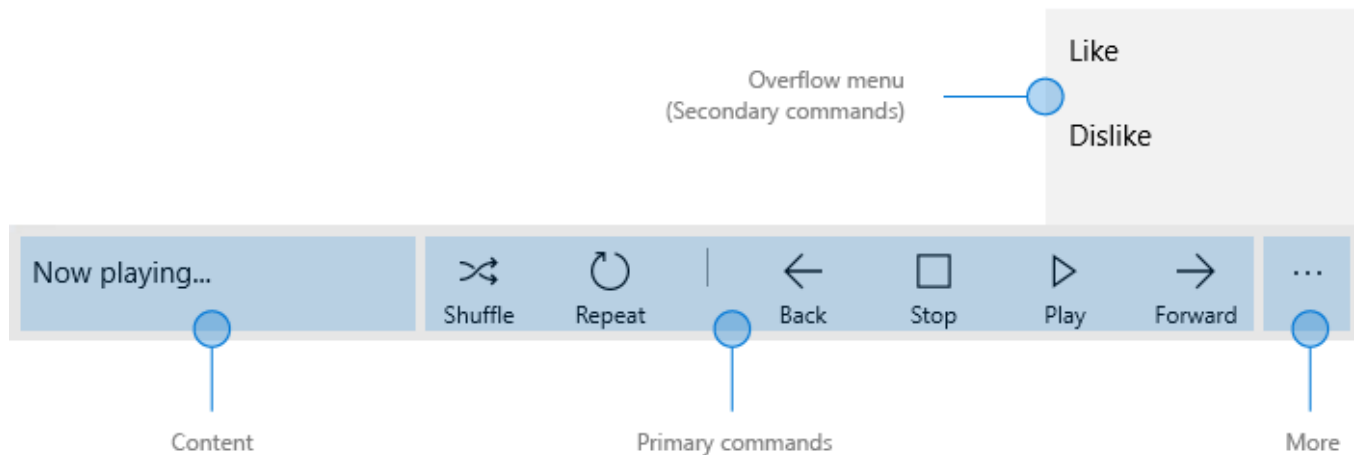 Like
Overflow menu
(Secondary commands)
Dislike
Now playing...
Shuffle
Repeat
Back
Stop
Play
Forward
...
Content
Primary commands
More